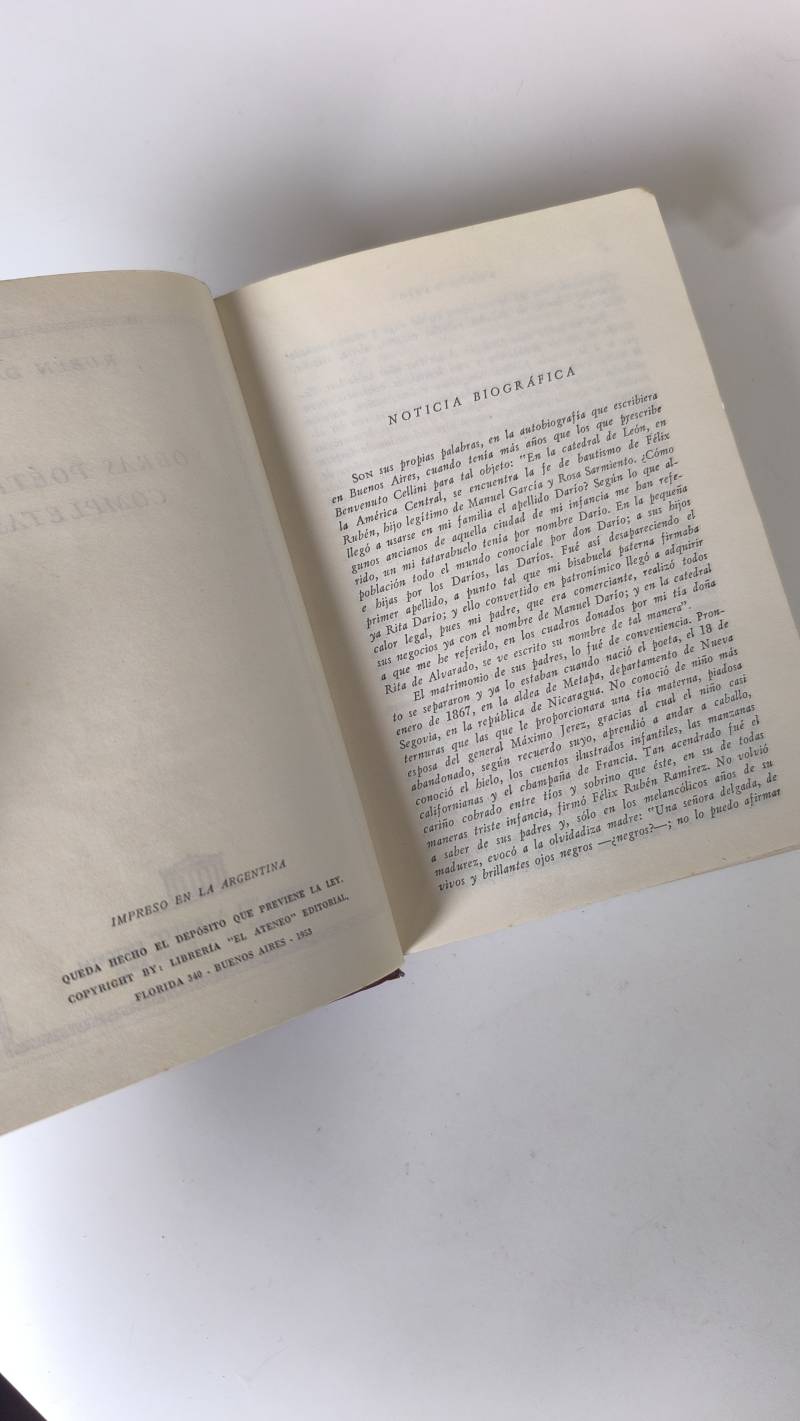 IMPRESO EN LA ARGENTINA
QUEDA HECHO EL DEPÓSITO QUE PREVIENE LA LEY.
COPYRIGHT BY: LIBRERÍA "EL ATENEO" EDITORIAL.
FLORIDA 340 - BUENOS AIRES - 1953
NOTICIA BIOGRÁFICA
SON sus propias palabras, en la autobiografía que escribiera
en Buenos Aires, cuando tenía más años que los que prescribe
Benvenuto Cellini para tal objeto: "En la catedral de León, en
la América Central, se encuentra la fe de bautismo de Félix
Rubén, hijo legítimo de Manuel García y Rosa Sarmiento. ¿Cómo
llegó a usarse en mi familia el apellido Darío? Según lo que al-
gunos ancianos de aquella ciudad de mi infancia me han refe-
rido, un mi tatarabuelo tenía por nombre Darío. En la pequeña
población todo el mundo conocíale por don Darío; a sus hijos
e hijas por los Daríos, las Daríos. Fué así desapareciendo el
primer apellido, a punto tal que mi bisabuela paterna firmaba
ya Rita Darío; y ello convertido en patronímico llegó a adquirir
calor legal, pues mi padre, que era comerciante, realizó todos
sus negocios ya con el nombre de Manuel Darío; y en la catedral
a que me he referido, en los cuadros donados por mi tía doña
Rita de Alvarado, se ve escrito su nombre de tal manera".
El matrimonio de sus padres, lo fué de conveniencia. Pron-
to se separaron y ya lo estaban cuando nació el poeta, el 18 de
enero de 1867, en la aldea de Metapa, departamento de Nueva
Segovia, en la república de Nicaragua. No conoció de niño más
ternuras que las que le proporcionara una tía materna, piadosa
esposa del general Máximo Jerez, gracias al cual el niño casi
abandonado, según recuerdo suyo, aprendió a andar a caballo,
conoció el hielo, los cuentos ilustrados infantiles, las manzanas
californianas y el champaña de Francia. Tan acendrado fué el
cariño cobrado entre tíos y sobrino que éste, en su de todas
maneras triste infancia, firmó Félix Rubén Ramírez. No volvió
a saber de sus padres y, sólo en los melancólicos años de su
madurez, evocó a la olvidadiza madre: "Una señora delgada, de
vivos y brillantes ojos negros —¿negros?—; no lo puedo afirmar